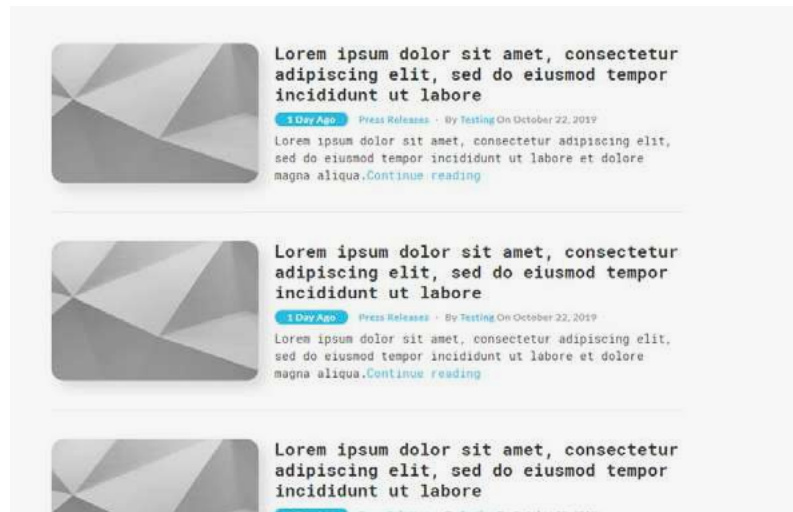 Lorem ipsum dolor sit amet, consectetur
adipiscing elit, sed do eiusmod tempor
incididunt ut labore
1 Day Ago Press Releases · By Testing On October 22, 2019
Lorem ipsum dolor sit amet, consectetur adipiscing elit,
sed do eiusmod tempor incididunt ut labore et dolore
magna aliqua.Continue reading
Lorem ipsum dolor sit amet, consectetur
adipiscing elit, sed do eiusmod tempor
incididunt ut labore
1 Day Ago Press Releases · By Testing On October 22, 2019
Lorem ipsum dolor sit amet, consectetur adipiscing elit,
sed do eiusmod tempor incididunt ut labore et dolore
magna aliqua.Continue reading
Lorem ipsum dolor sit amet, consectetur
adipiscing elit, sed do eiusmod tempor
incididunt ut labore